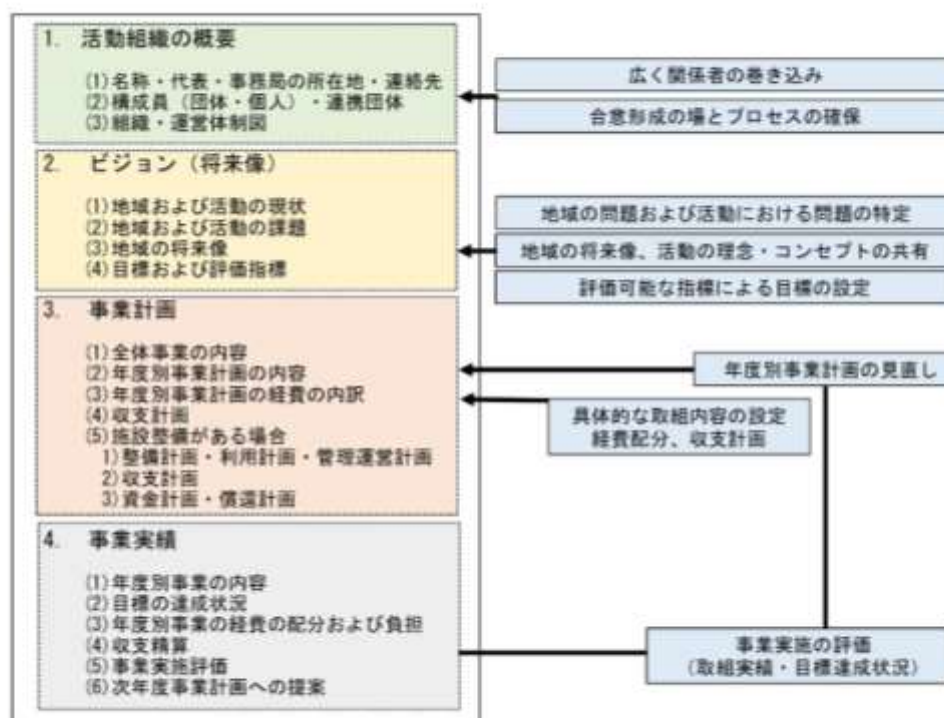 1. 活動組織の概要
(1)名称・代表・事務局の所在地・連絡先
(2)構成員（団体・個人）・連携団体
(3)組織・運営体制図
2. ビジョン（将来像）
(1)地域および活動の現状
(2)地域および活動の課題
(3)地域の将来像
(4)目標および評価指標
3. 事業計画
(1)全体事業の内容
(2)年度別事業計画の内容
(3)年度別事業計画の経費の内訳
(4)収支計画
(5)施設整備がある場合
1)整備計画・利用計画・管理運営計画
2)収支計画
3)資金計画・償還計画
4. 事業実績
(1)年度別事業の内容
(2)目標の達成状況
(3)年度別事業の経費の配分および負担
(4)収支精算
(5)事業実施評価
(6)次年度事業計画への提案
広く関係者の巻き込み
合意形成の場とプロセスの確保
地域の問題および活動における問題の特定
地域の将来像、活動の理念・コンセプトの共有
評価可能な指標による目標の設定
年度別事業計画の見直し
具体的な取組内容の設定
経費配分、収支計画
事業実施の評価
（取組実績・目標達成状況）